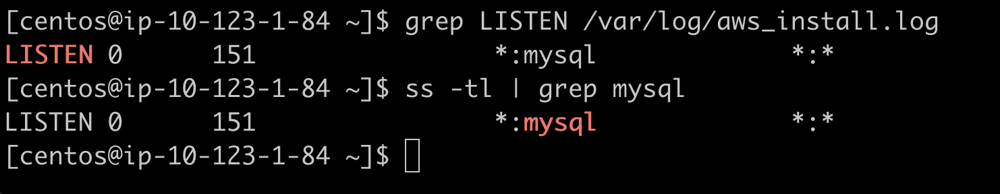 [centos@ip-10-123-1-84 ~]$ grep LISTEN /var/log/aws_install.log
LISTEN 0      151                *:mysql             *:*
[centos@ip-10-123-1-84 ~]$ ss -tl | grep mysql
LISTEN 0      151                *:mysql             *:*
[centos@ip-10-123-1-84 ~]$